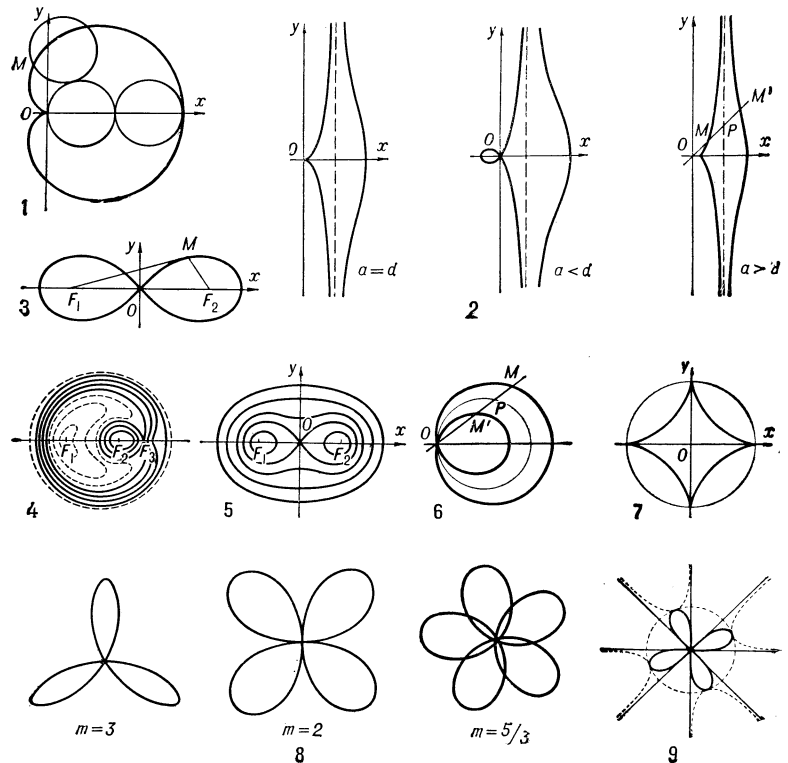 y
M
O
x
1
y
O
x
a = d
y
O
x
a < d
2
y
M'
M
P
O
x
a > d
y
M
x
F₁
O
F₂
3
F₁
F₂
F₃
4
y
O
x
F₁
F₂
5
M
P
M'
O
6
y
x
O
7
m = 3
m = 2
m = 5/3
8
9